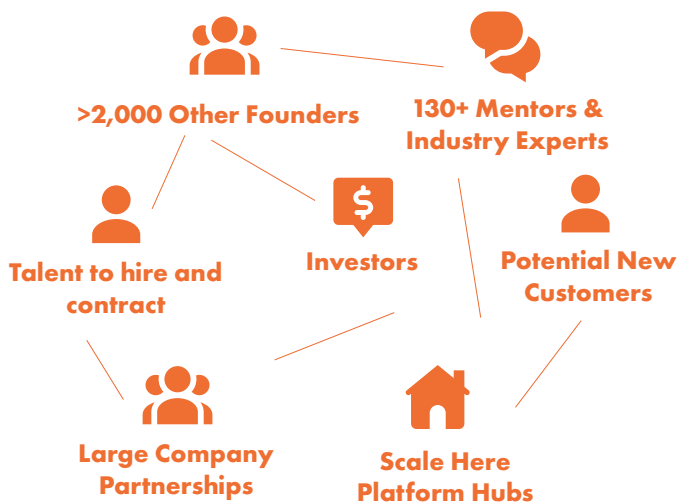 >2,000 Other Founders
130+ Mentors &
Industry Experts
Talent to hire and
contract
Investors
Potential New
Customers
Large Company
Partnerships
Scale Here
Platform Hubs